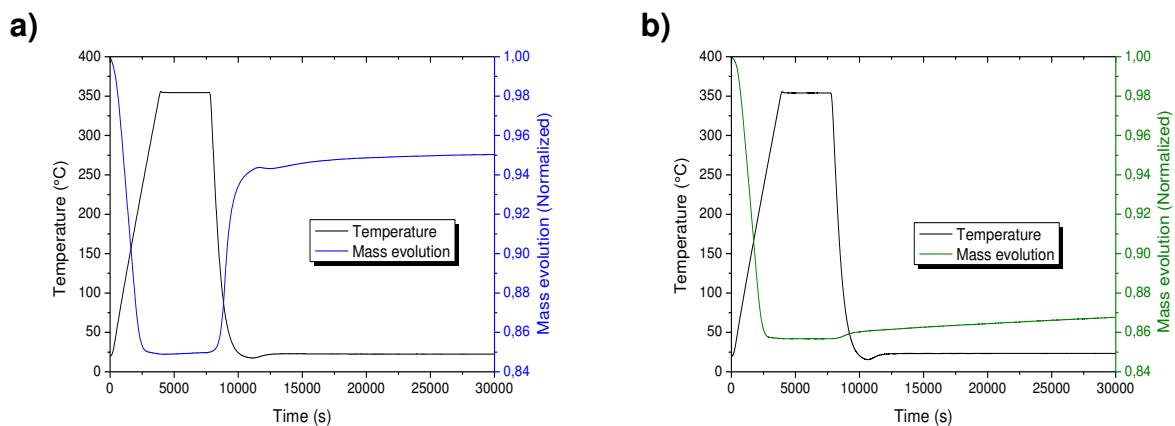 a)
400
350
300
250
200
150
100
50
0
Temperature (°C)
1,00
0,98
0,96
0,94
0,92
0,90
0,88
0,86
0,84
Mass evolution (Normalized)
Temperature
Mass evolution
0 5000 10000 15000 20000 25000 30000
Time (s)
b)
400
350
300
250
200
150
100
50
0
Temperature (°C)
1,00
0,98
0,96
0,94
0,92
0,90
0,88
0,86
0,84
Mass evolution (Normalized)
Temperature
Mass evolution
0 5000 10000 15000 20000 25000 30000
Time (s)